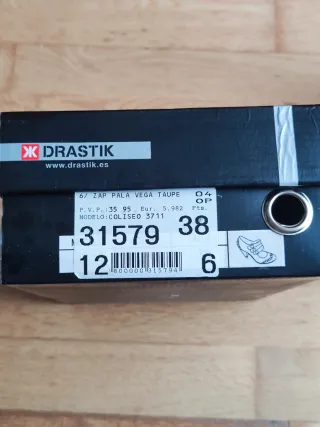 DRASTIK
www.drastik.es
6/ ZAP PALA VEGA TAUPE 04
OP
P.V.P.:35 95 Eur. 5.982 Pts.
MODELO:COLISEO 3711
31579 38
12 6